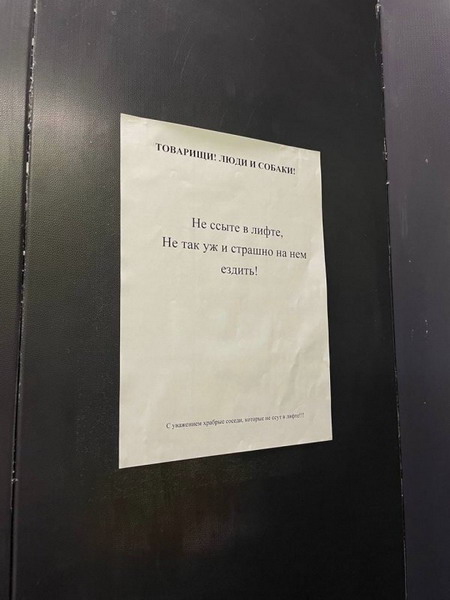 ТОВАРИЩИ! ЛЮДИ И СОБАКИ!
Не ссыте в лифте,
Не так уж и страшно на нем
ездить!
С уважением храбрые соседи, которые не ссут в лифте!!!